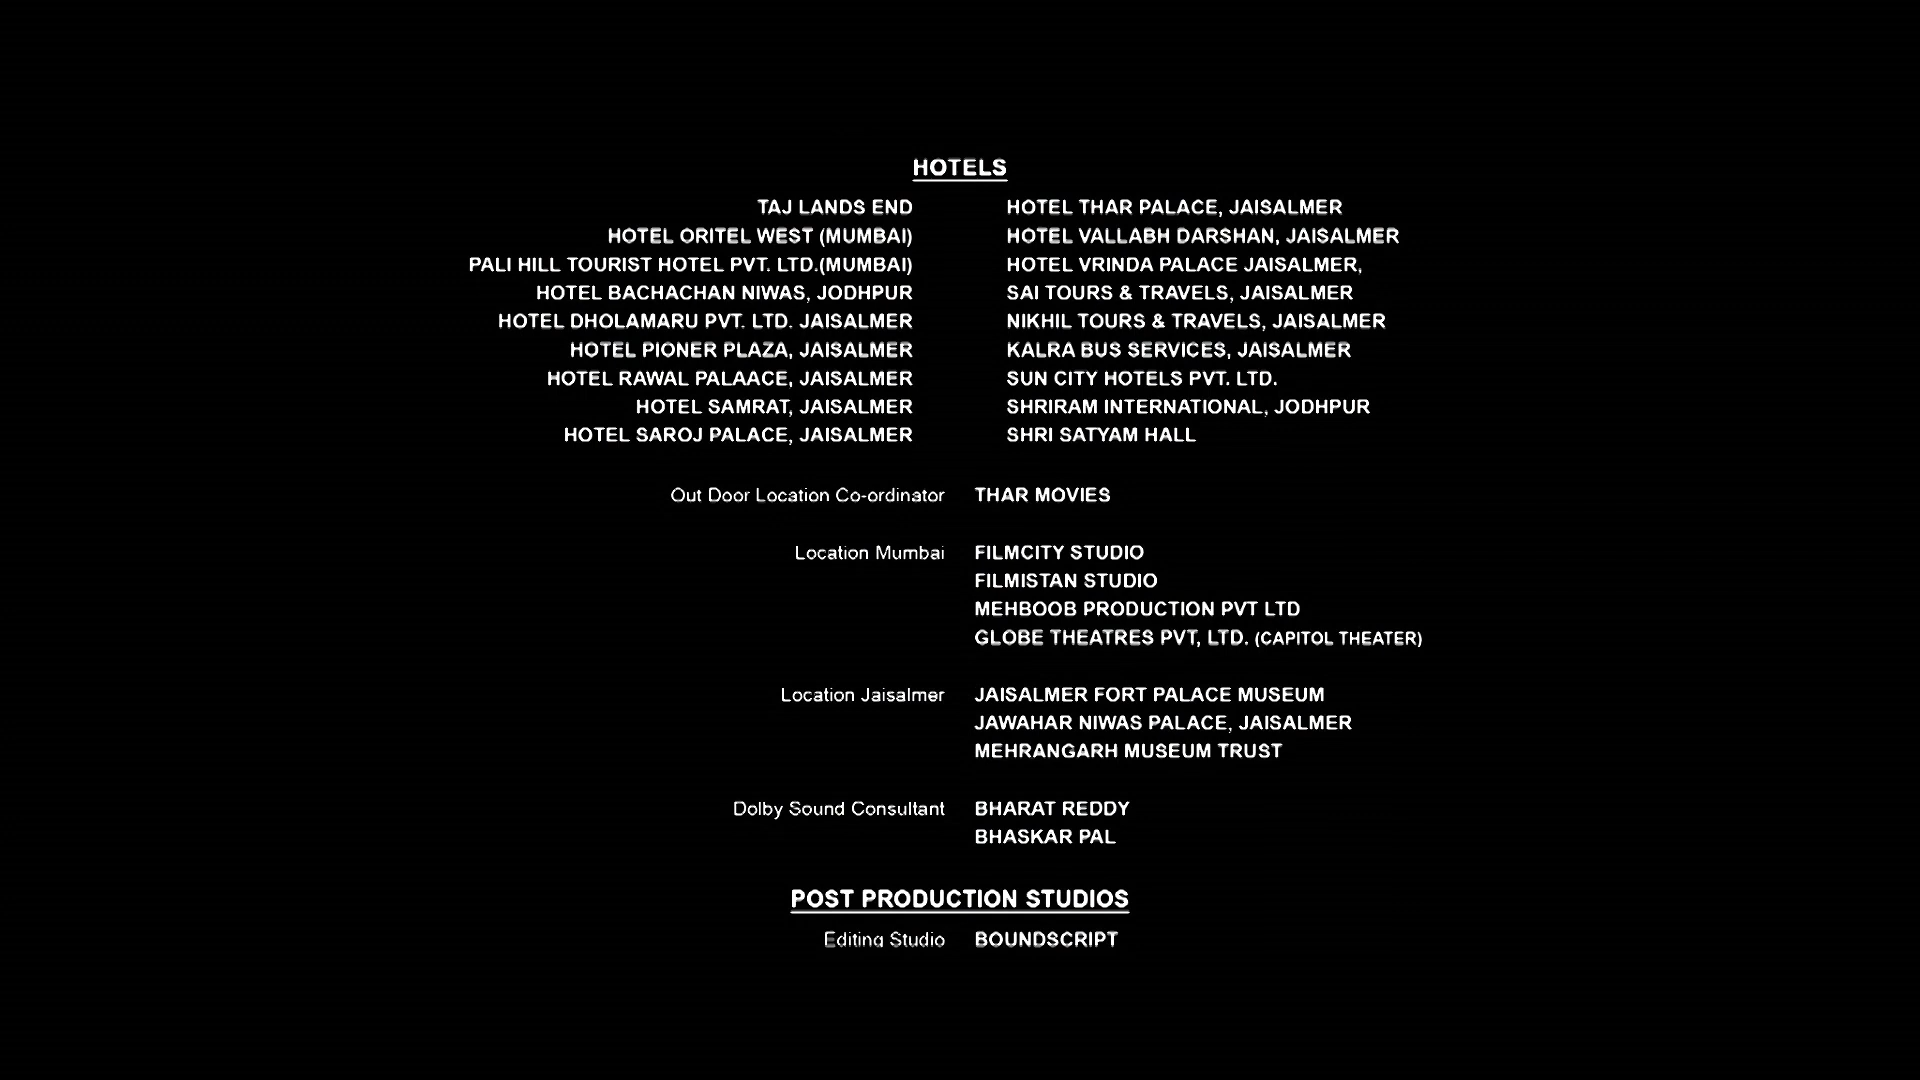 HOTELS
TAJ LANDS END HOTEL THAR PALACE, JAISALMER
HOTEL ORITEL WEST (MUMBAI) HOTEL VALLABH DARSHAN, JAISALMER
PALI HILL TOURIST HOTEL PVT. LTD.(MUMBAI) HOTEL VRINDA PALACE JAISALMER,
HOTEL BACHACHAN NIWAS, JODHPUR SAI TOURS & TRAVELS, JAISALMER
HOTEL DHOLAMARU PVT. LTD. JAISALMER NIKHIL TOURS & TRAVELS, JAISALMER
HOTEL PIONER PLAZA, JAISALMER KALRA BUS SERVICES, JAISALMER
HOTEL RAWAL PALAACE, JAISALMER SUN CITY HOTELS PVT. LTD.
HOTEL SAMRAT, JAISALMER SHRIRAM INTERNATIONAL, JODHPUR
HOTEL SAROJ PALACE, JAISALMER SHRI SATYAM HALL
Out Door Location Co-ordinator THAR MOVIES
Location Mumbai FILMCITY STUDIO
FILMISTAN STUDIO
MEHBOOB PRODUCTION PVT LTD
GLOBE THEATRES PVT, LTD. (CAPITOL THEATER)
Location Jaisalmer JAISALMER FORT PALACE MUSEUM
JAWAHAR NIWAS PALACE, JAISALMER
MEHRANGARH MUSEUM TRUST
Dolby Sound Consultant BHARAT REDDY
BHASKAR PAL
POST PRODUCTION STUDIOS
Editing Studio BOUNDSCRIPT